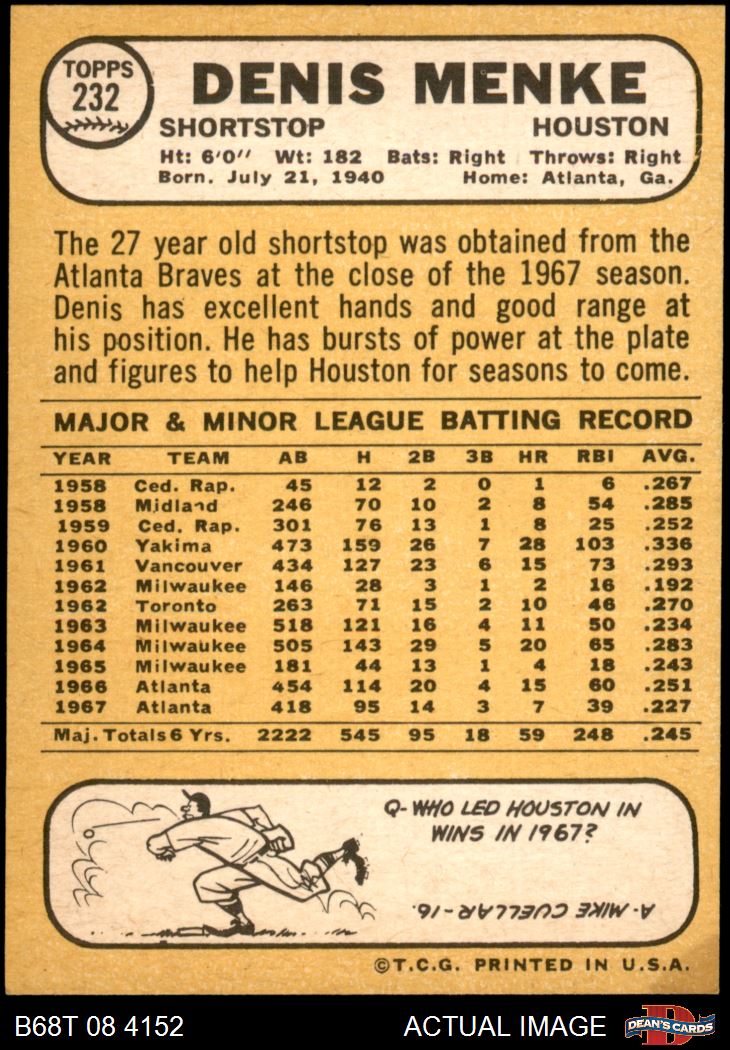 TOPPS
232
DENIS MENKE
SHORTSTOP HOUSTON
Ht: 6'0" Wt: 182 Bats: Right Throws: Right
Born. July 21, 1940 Home: Atlanta, Ga.
The 27 year old shortstop was obtained from the
Atlanta Braves at the close of the 1967 season.
Denis has excellent hands and good range at
his position. He has bursts of power at the plate
and figures to help Houston for seasons to come.
MAJOR & MINOR LEAGUE BATTING RECORD
YEAR TEAM AB H 2B 3B HR RBI AVG.
1958 Ced. Rap. 45 12 2 0 1 6 .267
1958 Midland 246 70 10 2 8 54 .285
1959 Ced. Rap. 301 76 13 1 8 25 .252
1960 Yakima 473 159 26 7 28 103 .336
1961 Vancouver 434 127 23 6 15 73 .293
1962 Milwaukee 146 28 3 1 2 16 .192
1962 Toronto 263 71 15 2 10 46 .270
1963 Milwaukee 518 121 16 4 11 50 .234
1964 Milwaukee 505 143 29 5 20 65 .283
1965 Milwaukee 181 44 13 1 4 18 .243
1966 Atlanta 454 114 20 4 15 60 .251
1967 Atlanta 418 95 14 3 7 39 .227
Maj. Totals 6 Yrs. 2222 545 95 18 59 248 .245
Q-WHO LED HOUSTON IN
WINS IN 1967?
A-MIKE CUELLAR-16.
©T.C.G. PRINTED IN U.S.A.
B68T 08 4152 ACTUAL IMAGE
D
DEAN'S CARDS